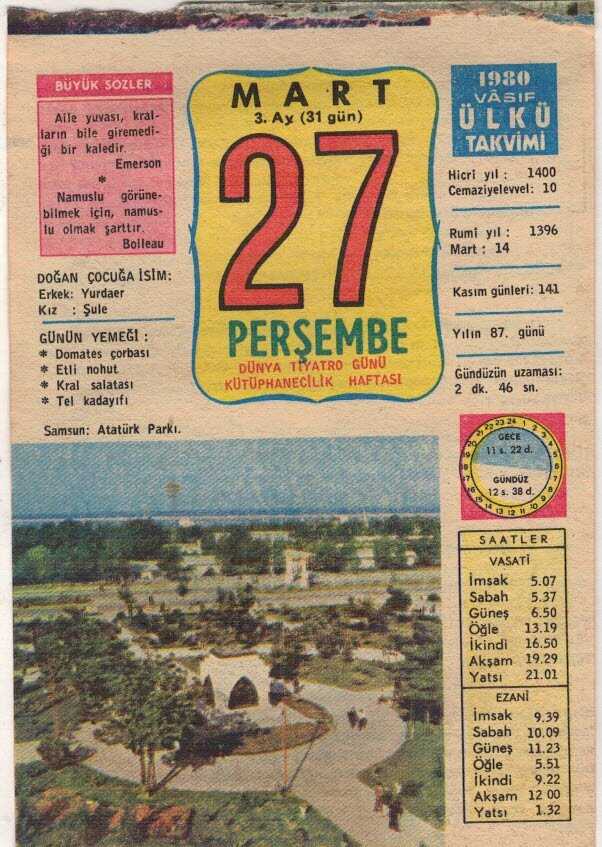 BÜYÜK SÖZLER
Aile yuvası, kral-
ların bile giremedi-
ği bir kaledir.
Emerson
*
Namuslu görüne-
bilmek için, namus-
lu olmak şarttır.
Boileau
DOĞAN ÇOCUĞA İSİM:
Erkek: Yurdaer
Kız : Şule
GÜNÜN YEMEĞİ :
* Domates çorbası
* Etli nohut
* Kral salatası
* Tel kadayıfı
Samsun: Atatürk Parkı.
MART
3. Ay (31 gün)
27
PERŞEMBE
DÜNYA TİYATRO GÜNÜ
KÜTÜPHANECİLİK HAFTASI
1980
VÂSIF
ÜLKÜ
TAKVİMİ
Hicri yıl : 1400
Cemaziyelevvel: 10
Rumi yıl : 1396
Mart : 14
Kasım günleri: 141
Yılın 87. günü
Gündüzün uzaması:
2 dk. 46 sn.
GECE
11 s. 22 d.
GÜNDÜZ
12 s. 38 d.
SAATLER
VASATİ
İmsak 5.07
Sabah 5.37
Güneş 6.50
Öğle 13.19
İkindi 16.50
Akşam 19.29
Yatsı 21.01
EZANİ
İmsak 9.39
Sabah 10.09
Güneş 11.23
Öğle 5.51
İkindi 9.22
Akşam 12 00
Yatsı 1.32